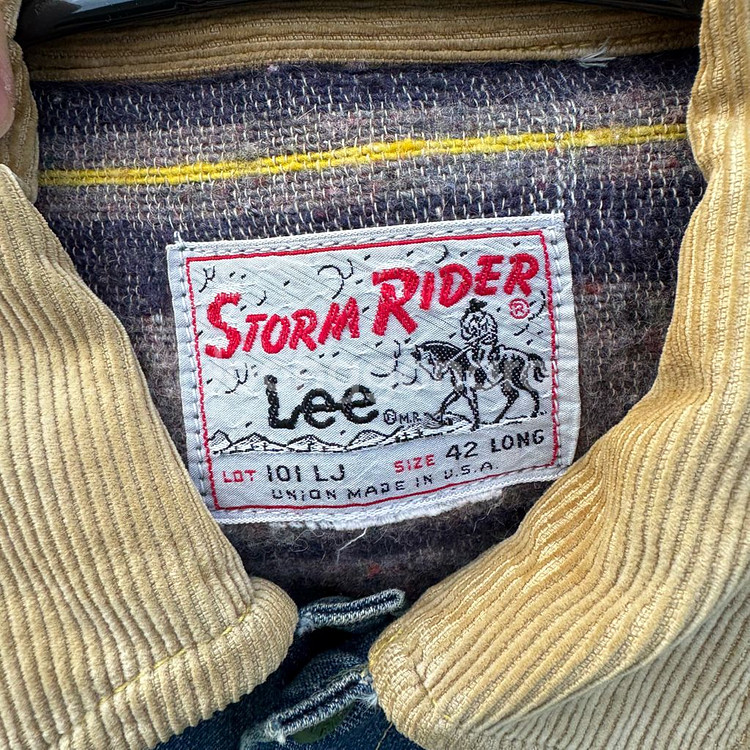 STORM RIDER ®
Lee ® M.R.
LOT 101 LJ SIZE 42 LONG
UNION MADE IN U.S.A.